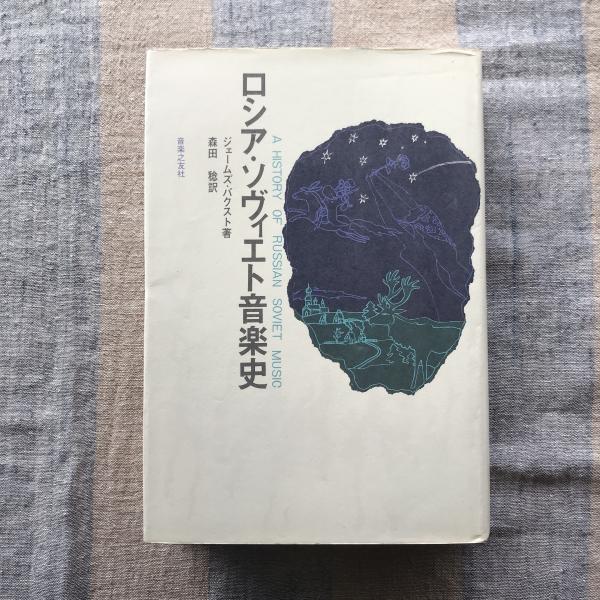 ロシア・ソヴィエト音楽史
A HISTORY OF RUSSIAN SOVIET MUSIC
ジェームズ・バクスト著
森田 稔訳
音楽之友社